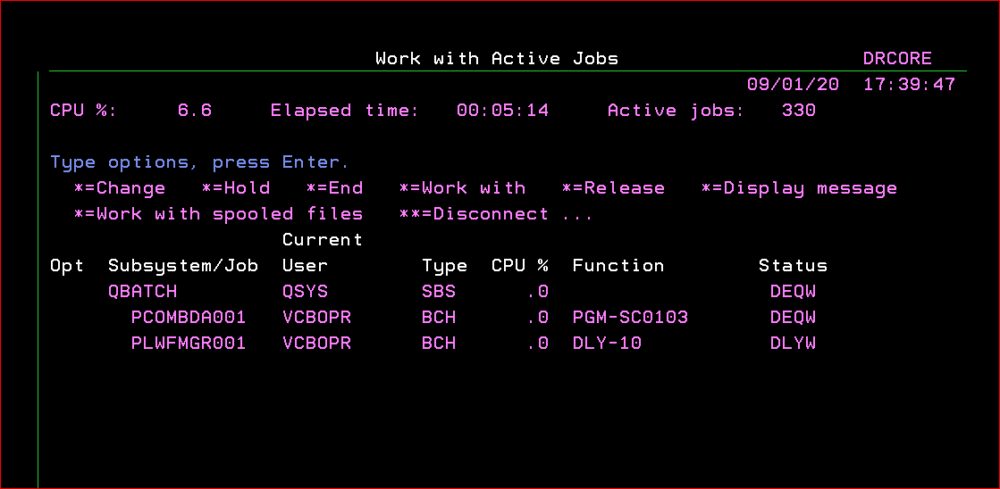 Work with Active Jobs DRCORE
09/01/20 17:39:47
CPU %: 6.6 Elapsed time: 00:05:14 Active jobs: 330
Type options, press Enter.
*=Change *=Hold *=End *=Work with *=Release *=Display message
*=Work with spooled files **=Disconnect ...
Current
Opt Subsystem/Job User Type CPU % Function Status
QBATCH QSYS SBS .0 DEQW
PCOMBDA001 VCBOPR BCH .0 PGM-SC0103 DEQW
PLWFMGR001 VCBOPR BCH .0 DLY-10 DLYW